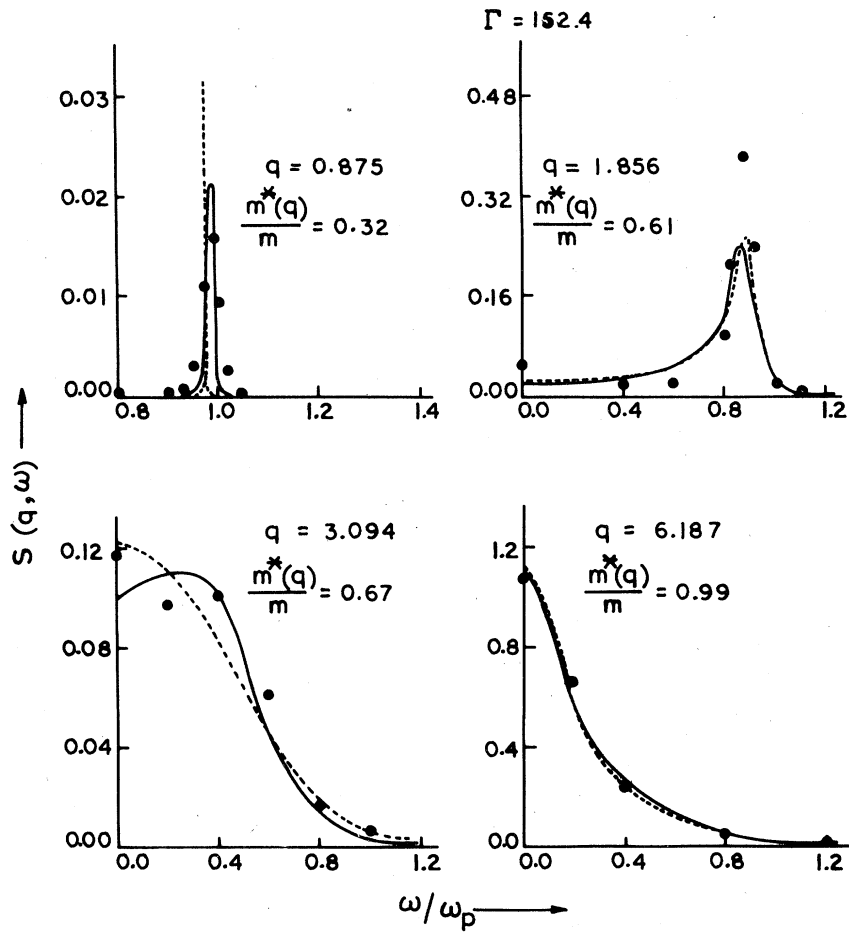 Γ = 152.4
0.03
0.02
0.01
0.00
0.8
1.0
1.2
1.4
q = 0.875
m*(q)/m = 0.32
0.48
0.32
0.16
0.00
0.0
0.4
0.8
1.2
q = 1.856
m*(q)/m = 0.61
S (q,ω)
0.12
0.08
0.04
0.00
0.0
0.4
0.8
1.2
q = 3.094
m*(q)/m = 0.67
1.2
0.8
0.4
0.0
0.0
0.4
0.8
1.2
q = 6.187
m*(q)/m = 0.99
ω/ωp